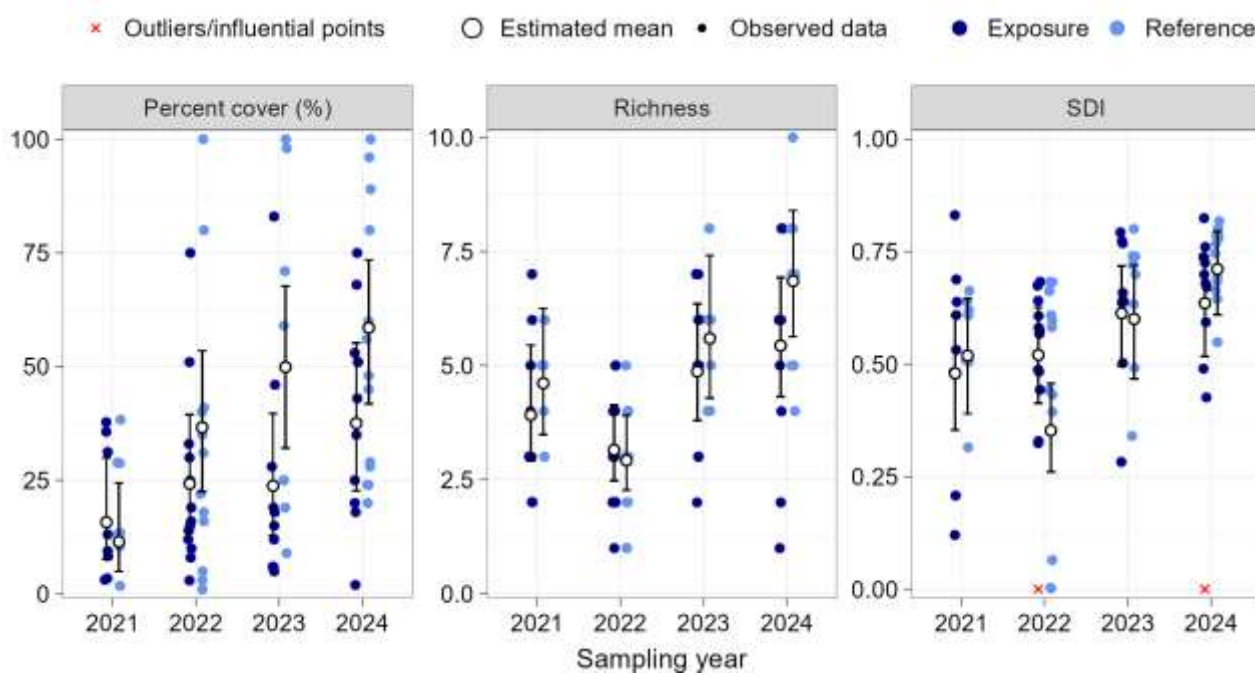 × Outliers/influential points ○ Estimated mean • Observed data ● Exposure ● Reference
Percent cover (%)
Richness
SDI
100
75
50
25
0
10.0
7.5
5.0
2.5
0.0
1.00
0.75
0.50
0.25
0.00
2021 2022 2023 2024
2021 2022 2023 2024
2021 2022 2023 2024
Sampling year